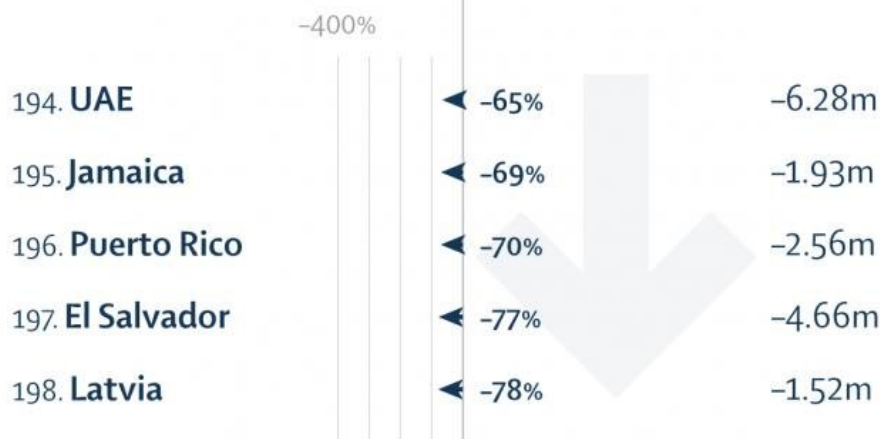 –400%
194. UAE –65% –6.28m
195. Jamaica –69% –1.93m
196. Puerto Rico –70% –2.56m
197. El Salvador –77% –4.66m
198. Latvia –78% –1.52m